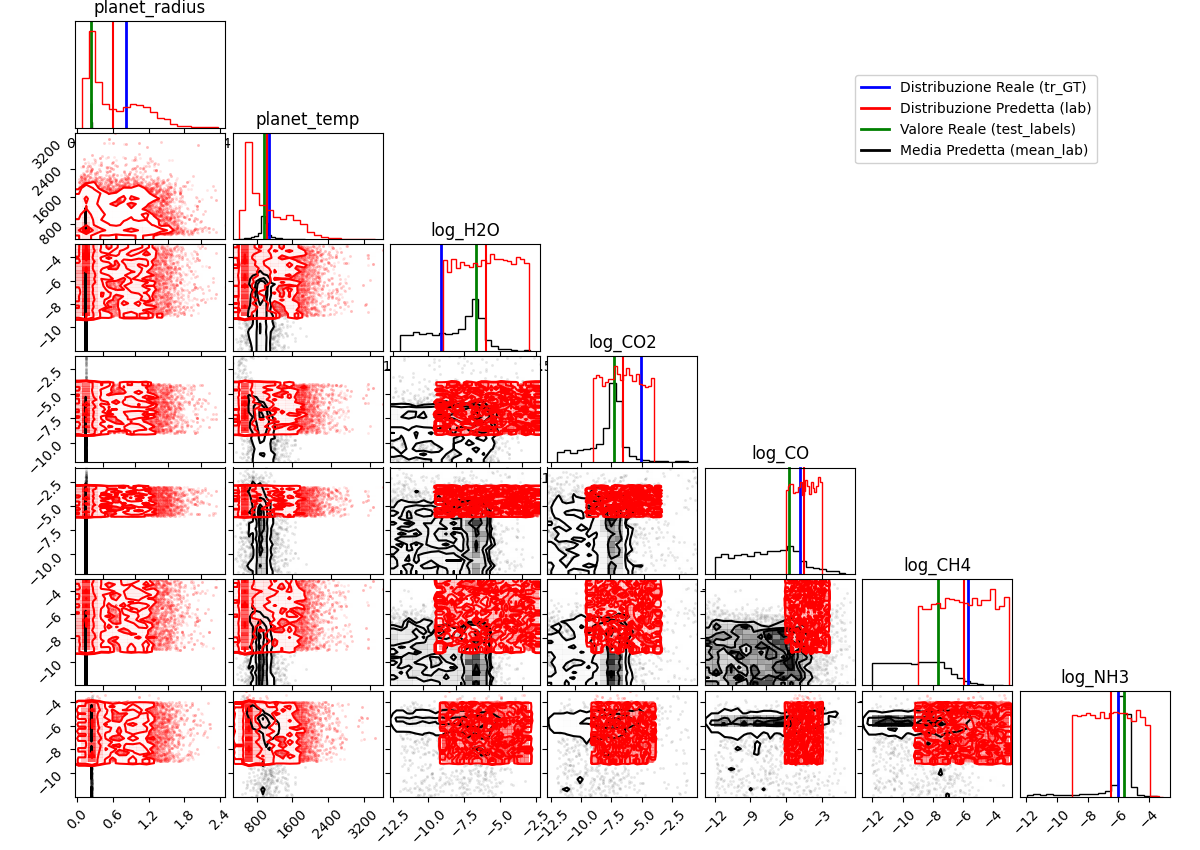 planet_radius
Distribuzione Reale (tr_GT)
Distribuzione Predetta (lab)
Valore Reale (test_labels)
Media Predetta (mean_lab)
planet_temp
3200
2400
1600
800
log_H2O
−4
−6
−8
−10
log_CO2
−2.5
−5.0
−7.5
−10.0
log_CO
−2.5
−5.0
−7.5
−10.0
log_CH4
−4
−6
−8
−10
log_NH3
−4
−6
−8
−10
0.0 0.6 1.2 1.8 2.4 800 1600 2400 3200 −12.5 −10.0 −7.5 −5.0 −2.5 −12.5 −10.0 −7.5 −5.0 −2.5 −12 −9 −6 −3 −12 −10 −8 −6 −4 −12 −10 −8 −6 −4